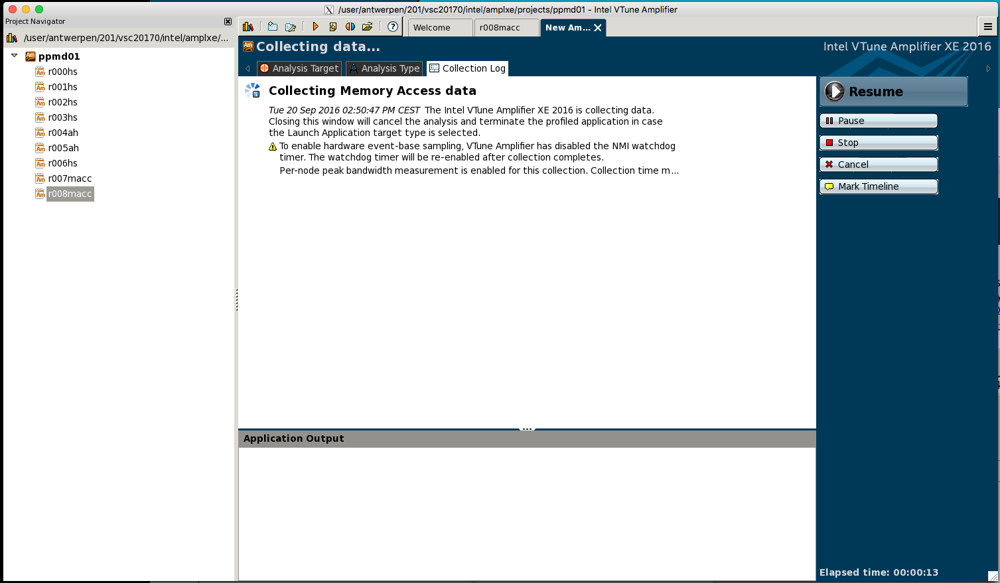 /user/antwerpen/201/vsc20170/intel/amplxe/projects/ppmd01 - Intel VTune Amplifier
Project Navigator
/user/antwerpen/201/vsc20170/intel/amplxe/...
ppmd01
r000hs
r001hs
r002hs
r003hs
r004ah
r005ah
r006hs
r007macc
r008macc
Welcome
r008macc
New Am...
Collecting data...
Intel VTune Amplifier XE 2016
Analysis Target
Analysis Type
Collection Log
Collecting Memory Access data
Tue 20 Sep 2016 02:50:47 PM CEST The Intel VTune Amplifier XE 2016 is collecting data.
Closing this window will cancel the analysis and terminate the profiled application in case
the Launch Application target type is selected.
To enable hardware event-base sampling, VTune Amplifier has disabled the NMI watchdog
timer. The watchdog timer will be re-enabled after collection completes.
Per-node peak bandwidth measurement is enabled for this collection. Collection time m...
Resume
Pause
Stop
Cancel
Mark Timeline
Application Output
Elapsed time: 00:00:13